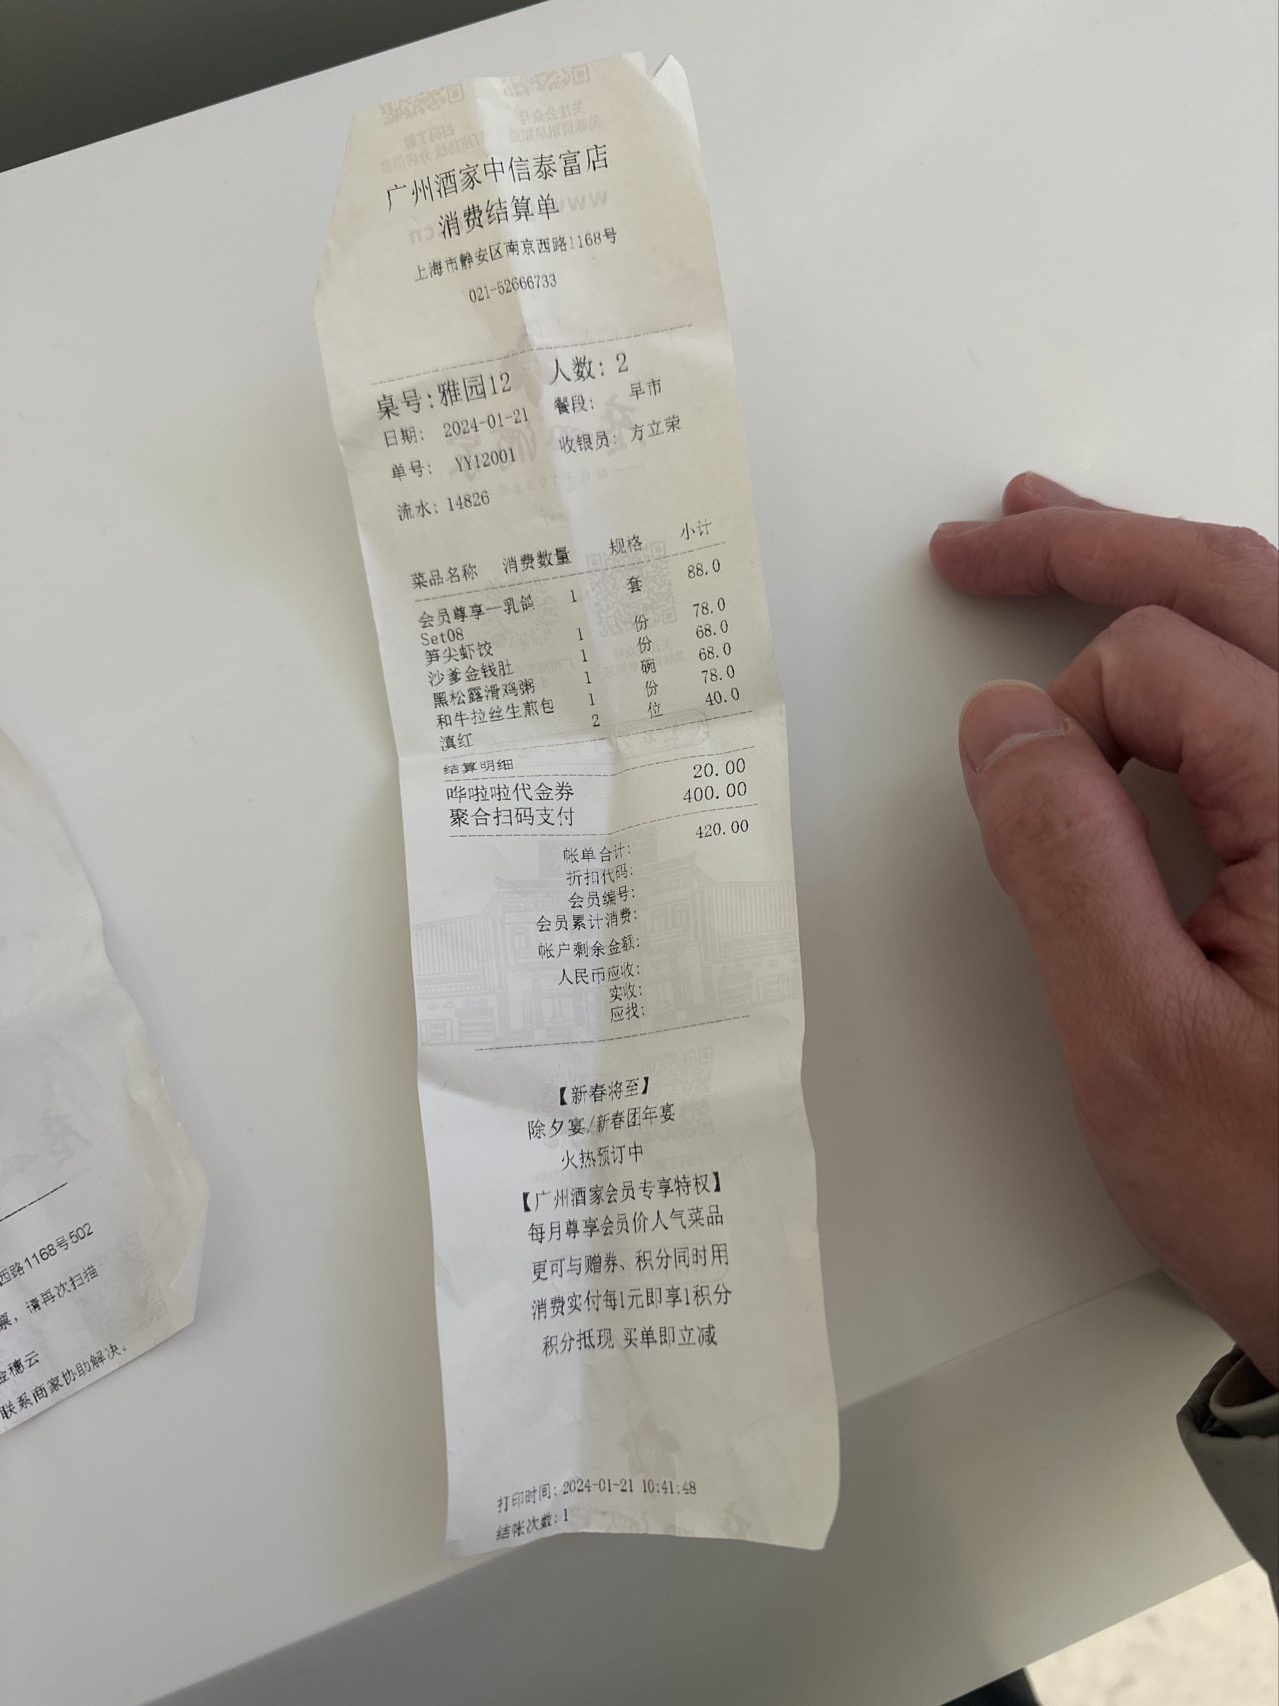 广州酒家中信泰富店
消费结算单
上海市静安区南京西路1168号
021-52666733
桌号:雅园12 人数: 2
日期: 2024-01-21 餐段: 早市
单号: YY12001 收银员: 方立荣
流水: 14826
菜品名称 消费数量 规格 小计
会员尊享一乳鸽 1 套 88.0
Set08
笋尖虾饺 1 份 78.0
沙爹金钱肚 1 份 68.0
黑松露滑鸡粥 1 碗 68.0
和牛拉丝生煎包 1 份 78.0
滇红 2 位 40.0
结算明细
哗啦啦代金券 20.00
聚合扫码支付 400.00
帐单合计: 420.00
折扣代码:
会员编号:
会员累计消费:
帐户剩余金额:
人民币应收:
实收:
应找:
【新春将至】
除夕宴/新春团年宴
火热预订中
【广州酒家会员专享特权】
每月尊享会员价人气菜品
更可与赠券、积分同时用
消费实付每1元即享1积分
积分抵现 买单即立减
打印时间: 2024-01-21 10:41:48
结帐次数: 1
西路1168号502
票，请再次扫描
金穗云
联系商家协助解决。